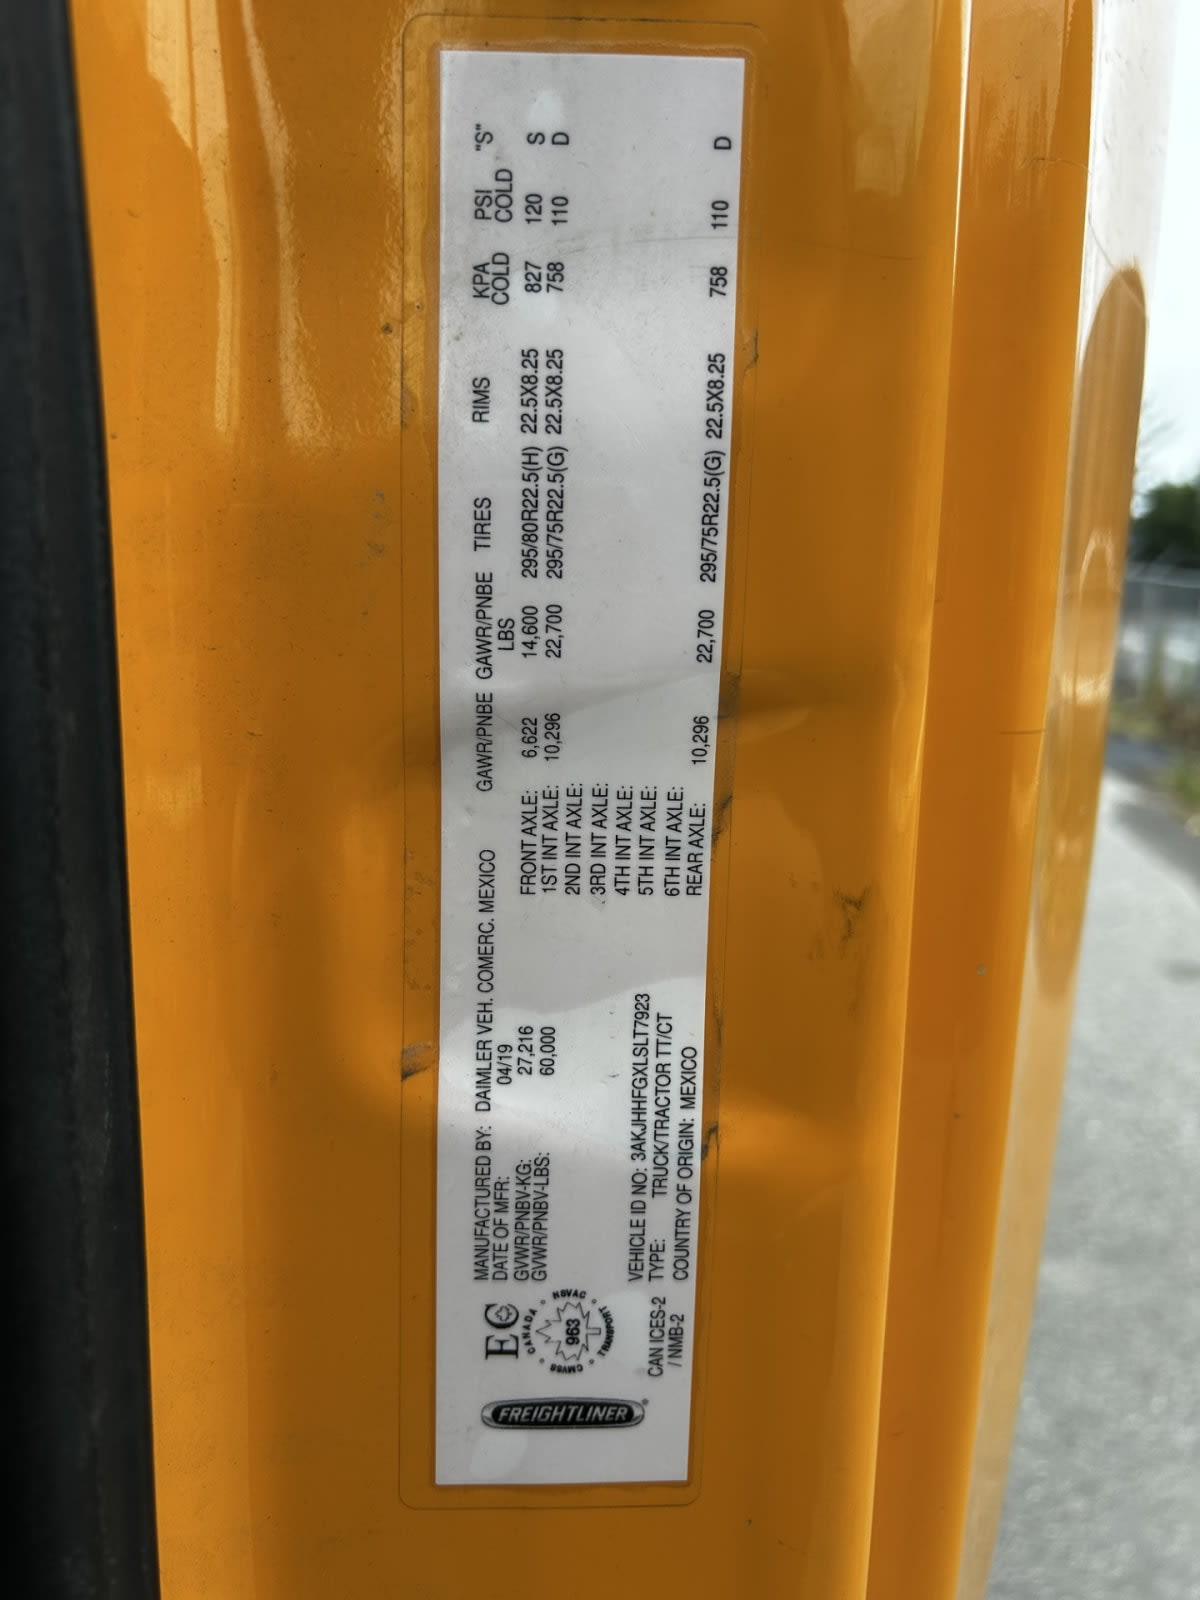 FREIGHTLINER
EC
CANADA
NSVAC
TRANSPORT
CMVSS
963
CAN ICES-2
/ NMB-2
MANUFACTURED BY: DAIMLER VEH. COMERC. MEXICO
DATE OF MFR: 04/19
GVWR/PNBV-KG: 27,216
GVWR/PNBV-LBS: 60,000
VEHICLE ID NO: 3AKJHHFGXLSLT7923
TYPE: TRUCK/TRACTOR TT/CT
COUNTRY OF ORIGIN: MEXICO
GAWR/PNBE GAWR/PNBE TIRES RIMS KPA PSI "S"
LBS COLD COLD
FRONT AXLE: 6,622 14,600 295/80R22.5(H) 22.5X8.25 827 120 S
1ST INT AXLE: 10,296 22,700 295/75R22.5(G) 22.5X8.25 758 110 D
2ND INT AXLE:
3RD INT AXLE:
4TH INT AXLE:
5TH INT AXLE:
6TH INT AXLE:
REAR AXLE: 10,296 22,700 295/75R22.5(G) 22.5X8.25 758 110 D